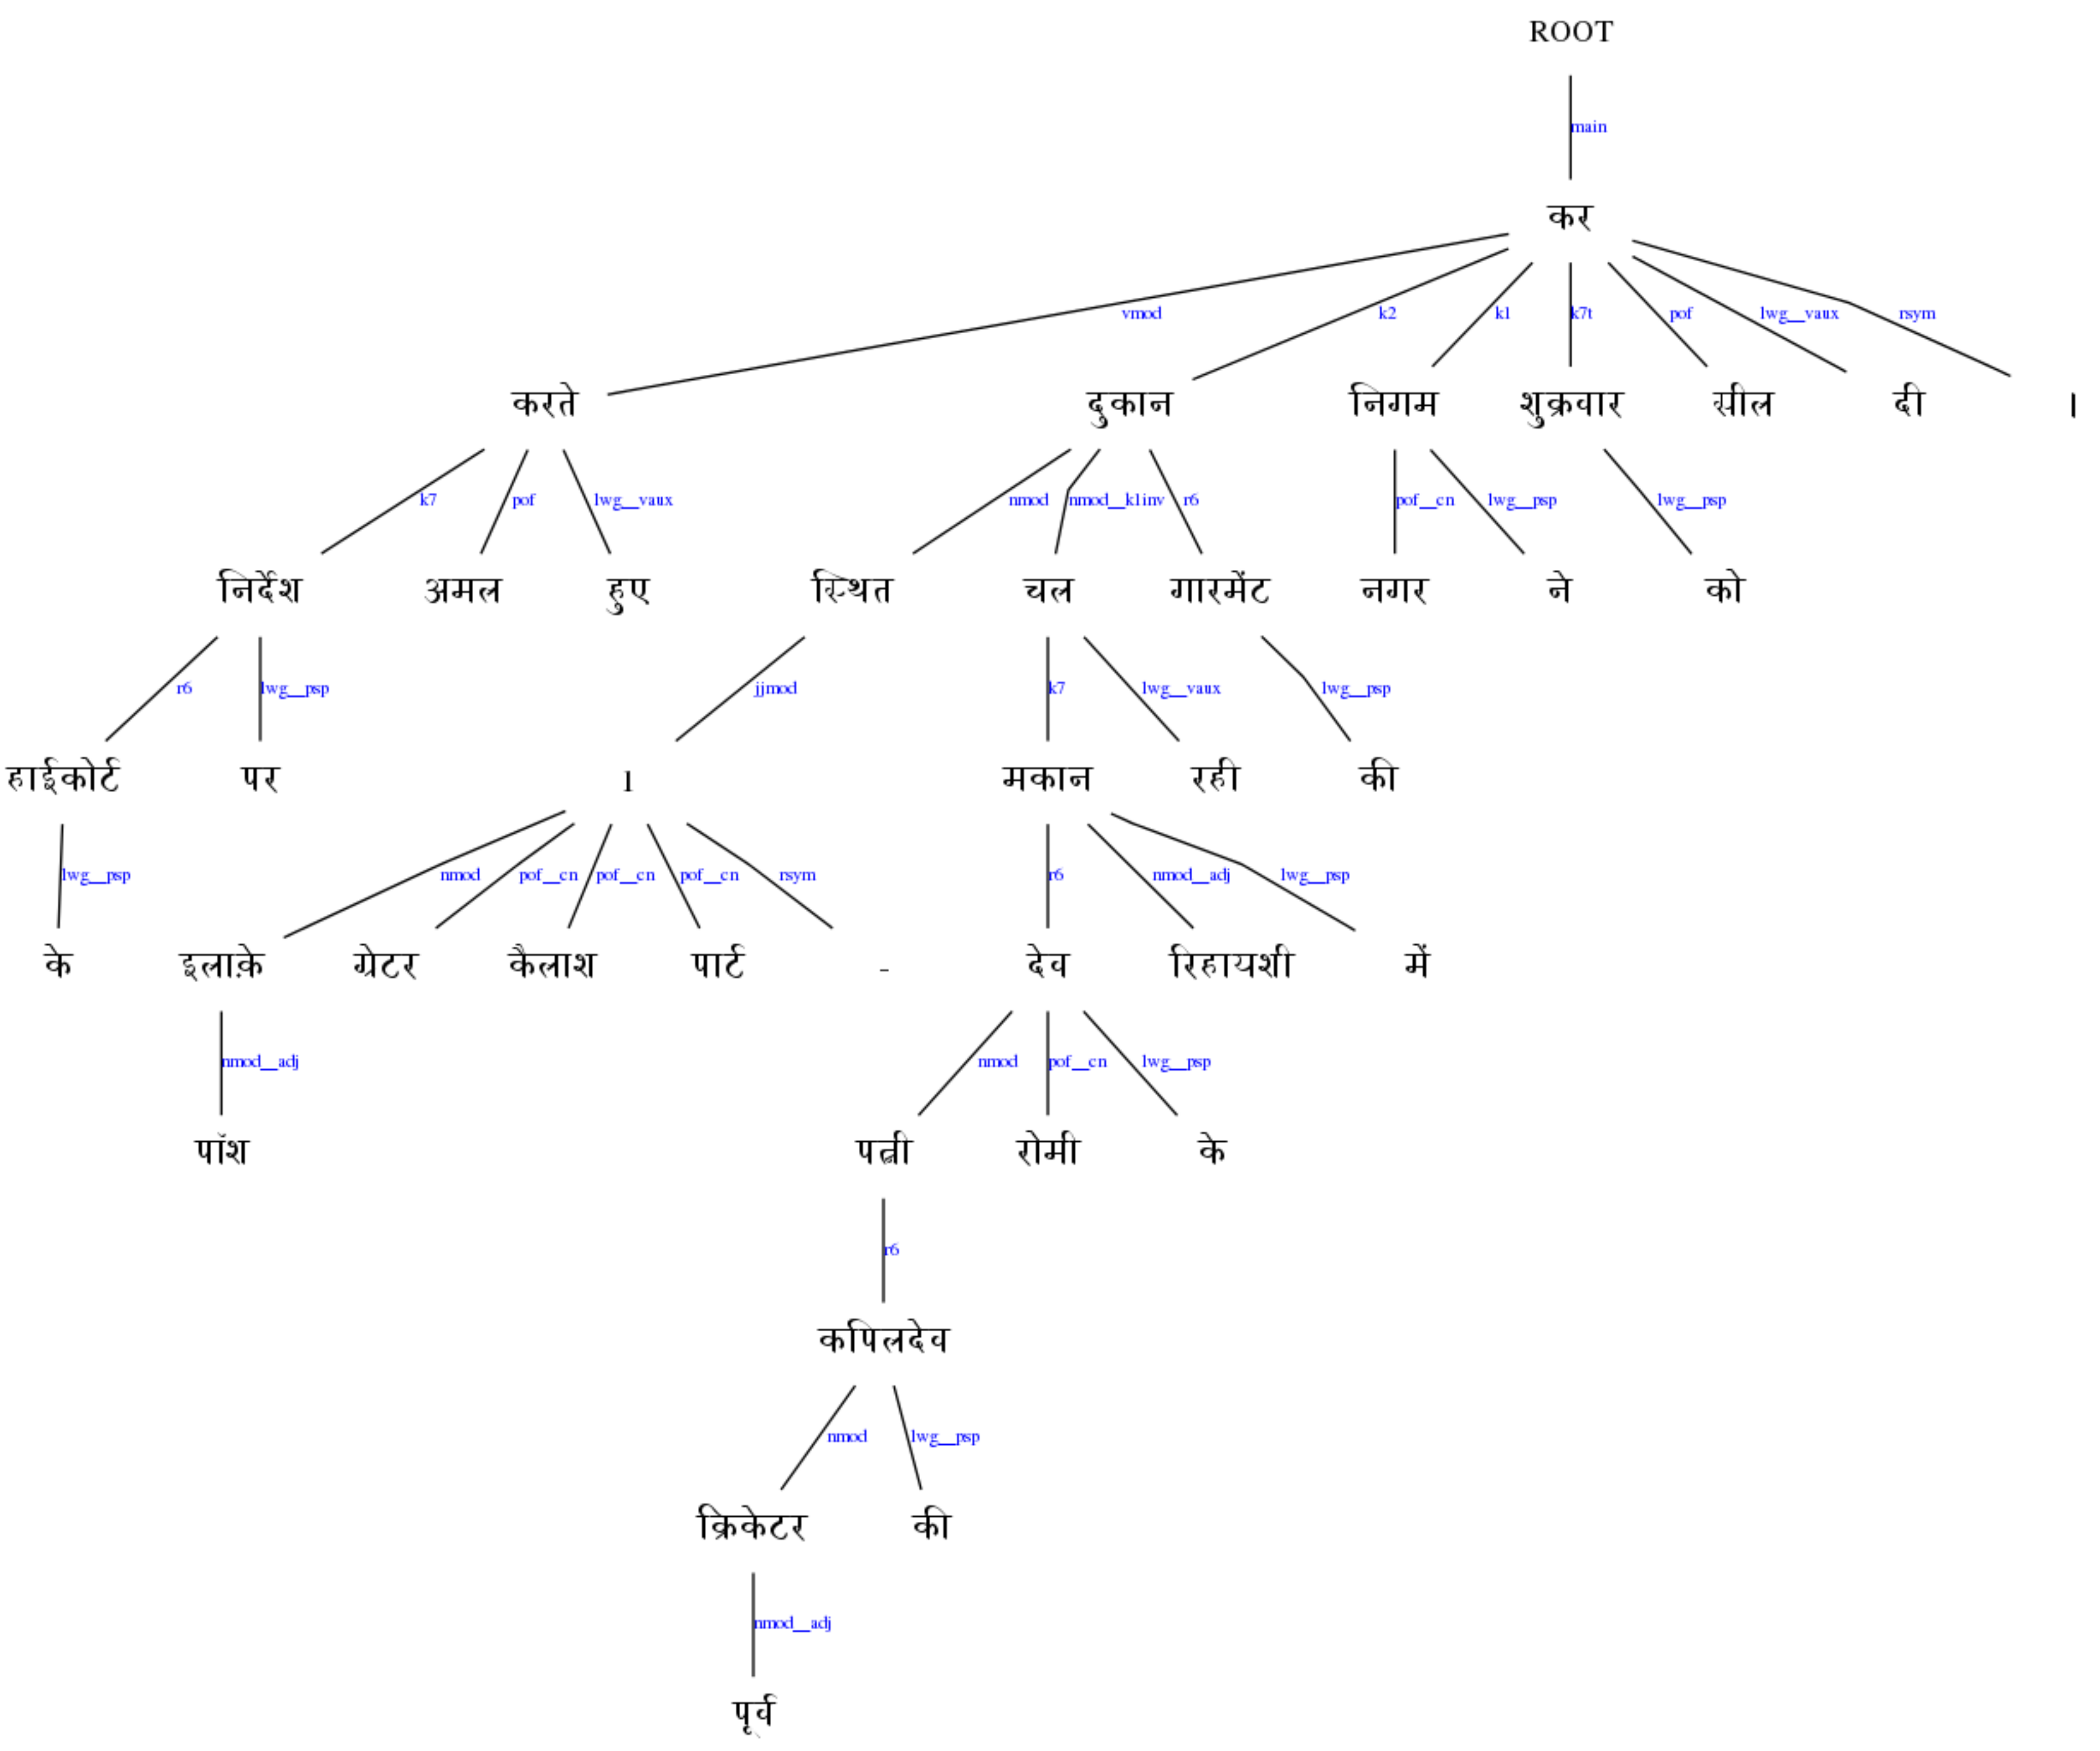 ROOT
main
कर
vmod k2 k1 k7t pof lwg__vaux rsym
करते दुकान निगम शुक्रवार सील दी ।
k7 pof lwg__vaux nmod nmod__k1inv r6 pof__cn lwg__psp lwg__psp
निर्देश अमल हुए स्थित चल गारमेंट नगर ने को
r6 lwg__psp jjmod k7 lwg__vaux lwg__psp
हाईकोर्ट पर 1 मकान रही की
lwg__psp nmod pof__cn pof__cn pof__cn rsym r6 nmod__adj lwg__psp
के इलाक़े ग्रेटर कैलाश पार्ट - देव रिहायशी में
nmod__adj nmod pof__cn lwg__psp
पॉश पत्नी रोमी के
r6
कपिलदेव
nmod lwg__psp
क्रिकेटर की
nmod__adj
पूर्व